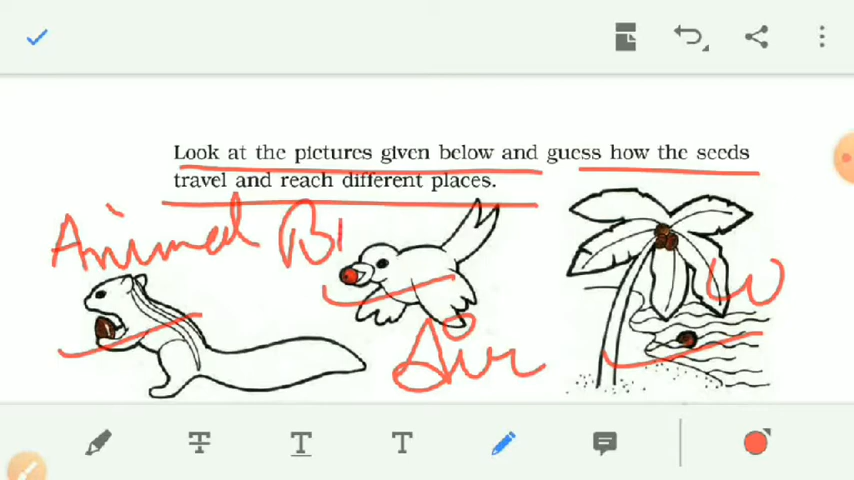 Look at the pictures given below and guess how the seeds
travel and reach different places.
Animal
Air
W
T
T
T